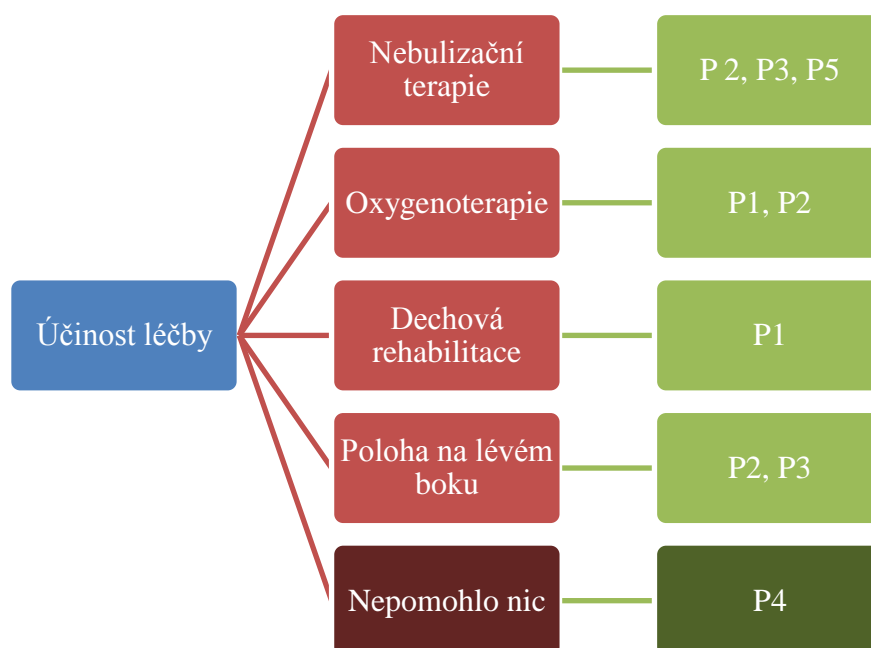 Nebulizační
terapie
P 2, P3, P5
Oxygenoterapie
P1, P2
Účinost léčby
Dechová
rehabilitace
P1
Poloha na lévém
boku
P2, P3
Nepomohlo nic
P4